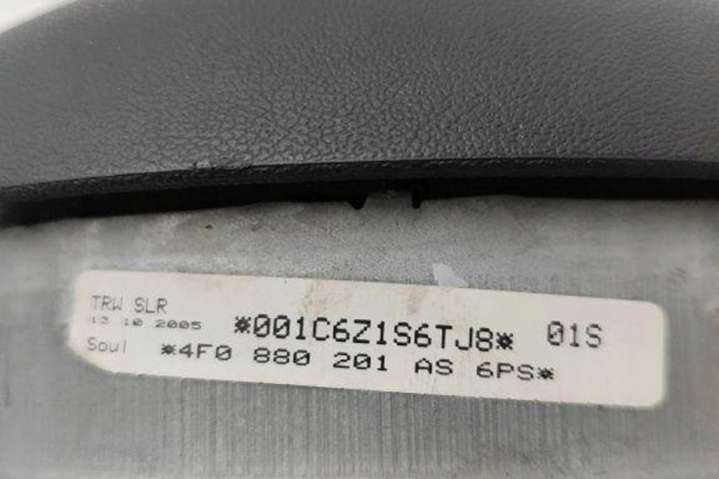 TRW SLR
13 10 2005 *001C6Z1S6TJ8* 01S
Soul *4F0 880 201 AS 6PS*